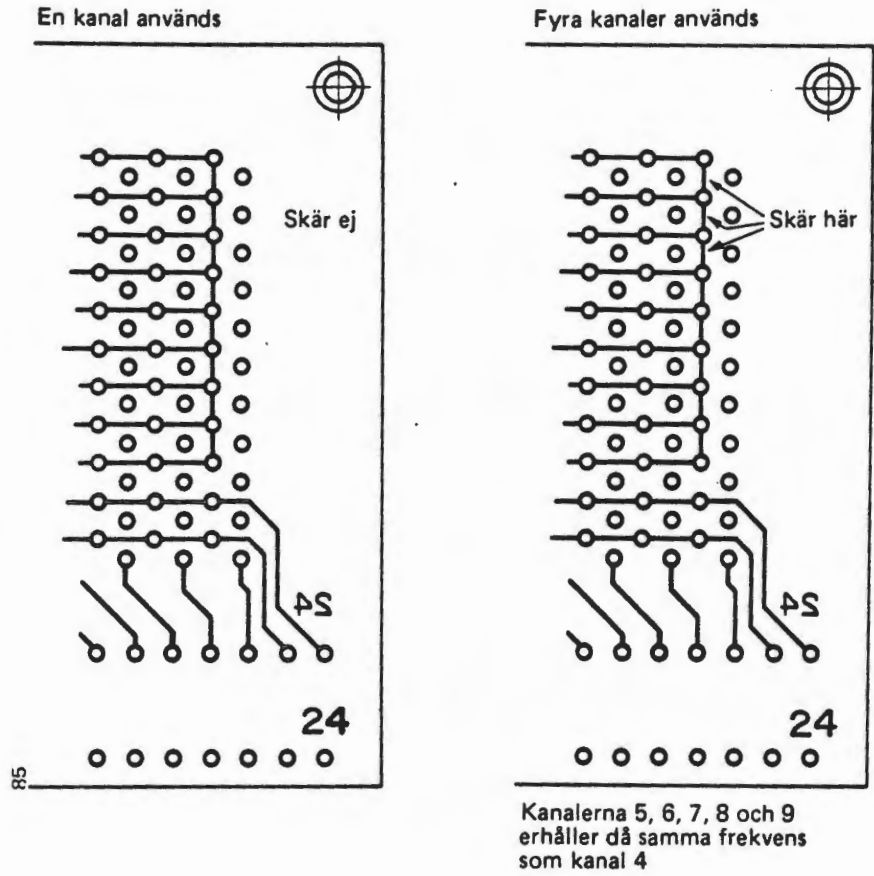 En kanal används
Fyra kanaler används
Skär ej
Skär här
24
24
24
24
85
Kanalerna 5, 6, 7, 8 och 9
erhåller då samma frekvens
som kanal 4